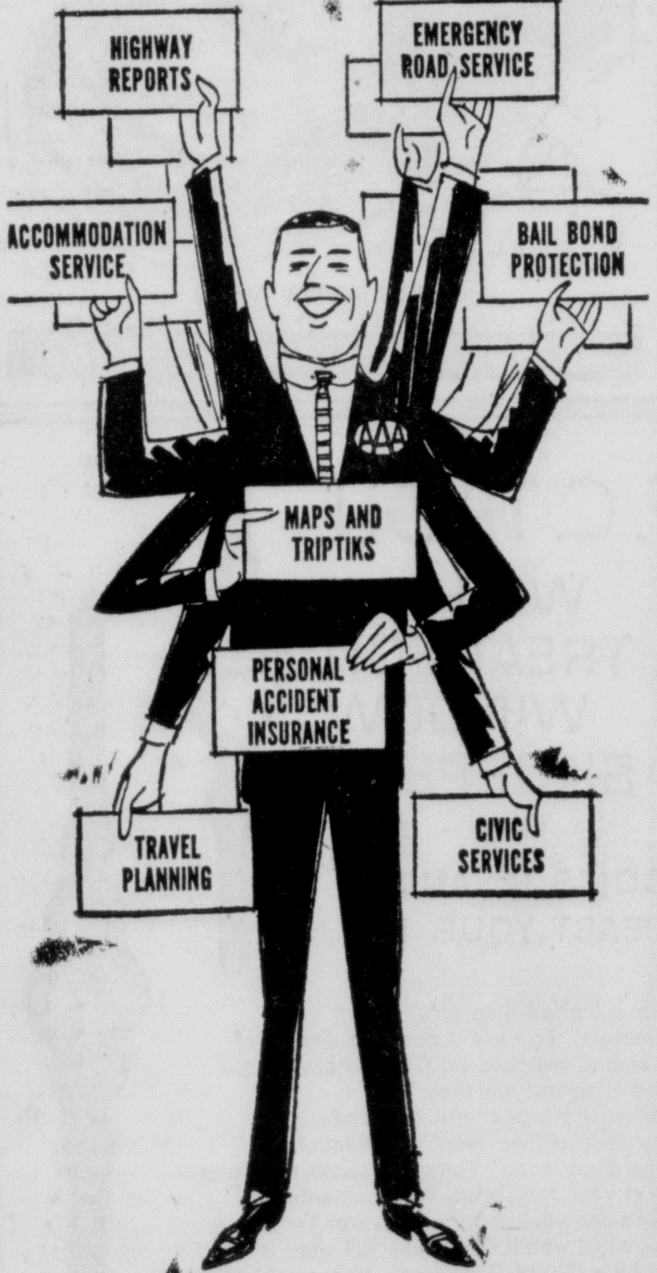 HIGHWAY
REPORTS
EMERGENCY
ROAD SERVICE
ACCOMMODATION
SERVICE
BAIL BOND
PROTECTION
AAA
MAPS AND
TRIPTIKS
PERSONAL
ACCIDENT
INSURANCE
TRAVEL
PLANNING
CIVIC
SERVICES